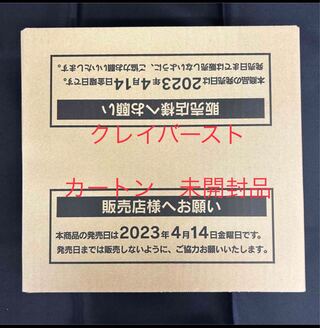 本商品の発売日は2023年4月14日金曜日です。
発売日までは販売しないように、ご協力お願いいたします。
販売店様へお願い
クレイバースト
カートン 未開封品
販売店様へお願い
本商品の発売日は2023年4月14日金曜日です。
発売日までは販売しないように、ご協力お願いいたします。